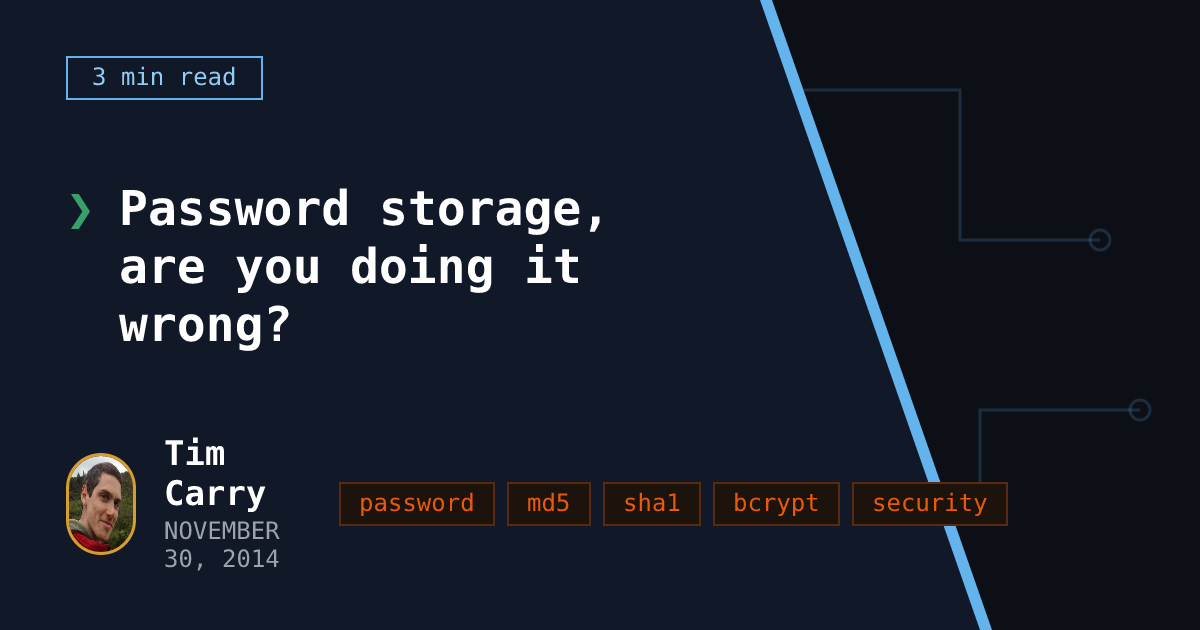 3 min read
❯ Password storage,
are you doing it
wrong?
Tim
Carry
NOVEMBER
30, 2014
password md5 sha1 bcrypt security